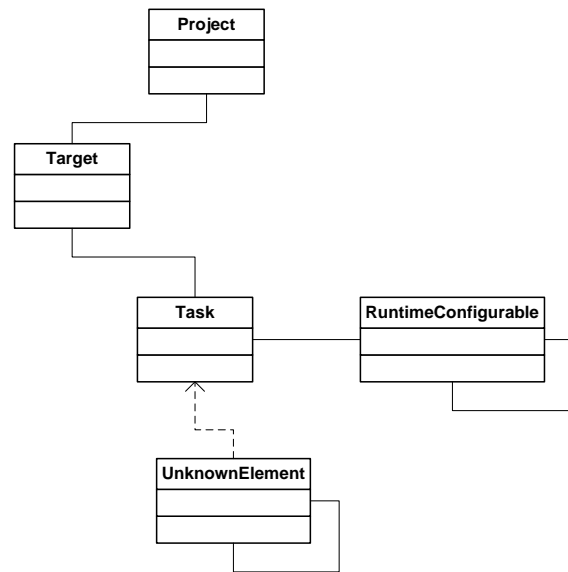 Project
Target
Task
RuntimeConfigurable
UnknownElement